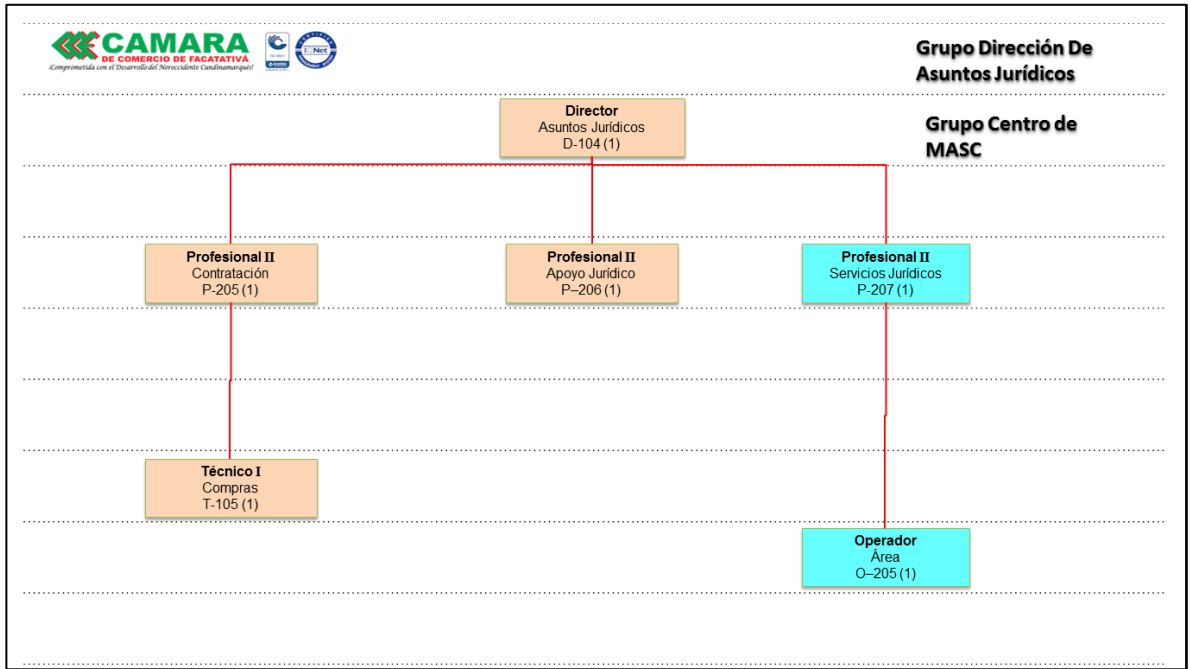 CAMARA
DE COMERCIO DE FACATATIVÁ
¡Comprometida con el Desarrollo del Noroccidente Cundinamarqués!
IQNet
Grupo Dirección De
Asuntos Jurídicos
Grupo Centro de
MASC
Director
Asuntos Jurídicos
D-104 (1)
Profesional II
Contratación
P-205 (1)
Profesional II
Apoyo Jurídico
P–206 (1)
Profesional II
Servicios Jurídicos
P-207 (1)
Técnico I
Compras
T-105 (1)
Operador
Área
O–205 (1)